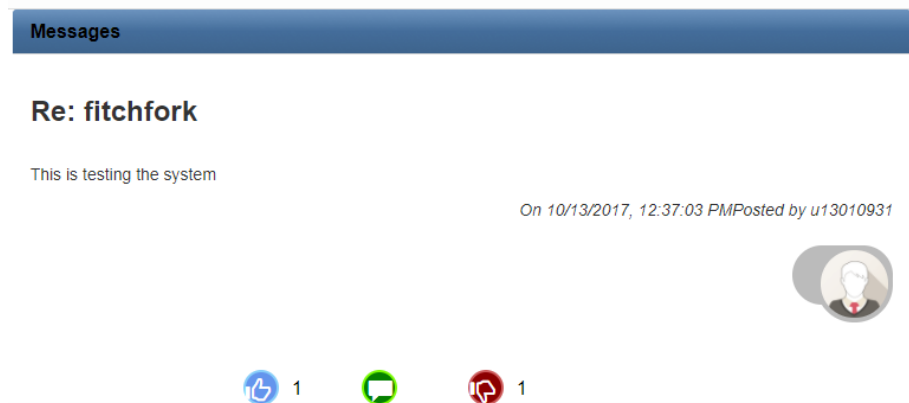 Messages
Re: fitchfork
This is testing the system
On 10/13/2017, 12:37:03 PMPosted by u13010931
1
1